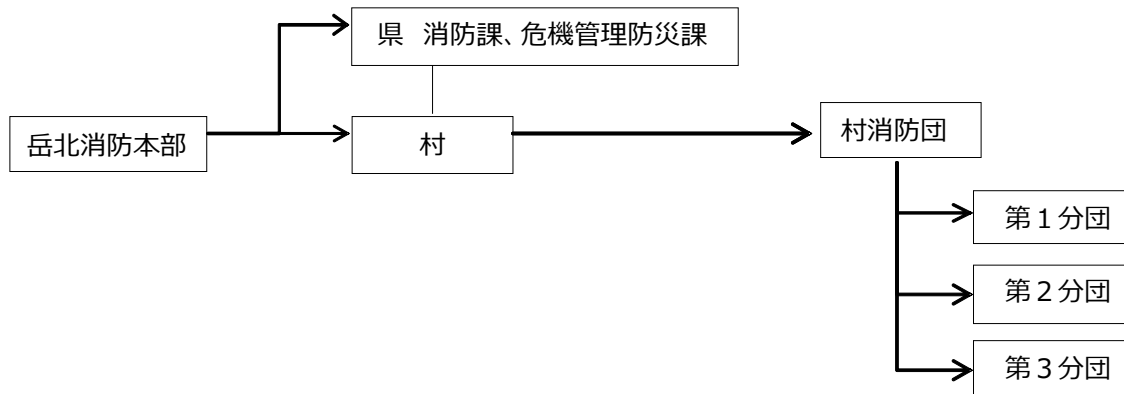 県　消防課、危機管理防災課
岳北消防本部
村
村消防団
第１分団
第２分団
第３分団